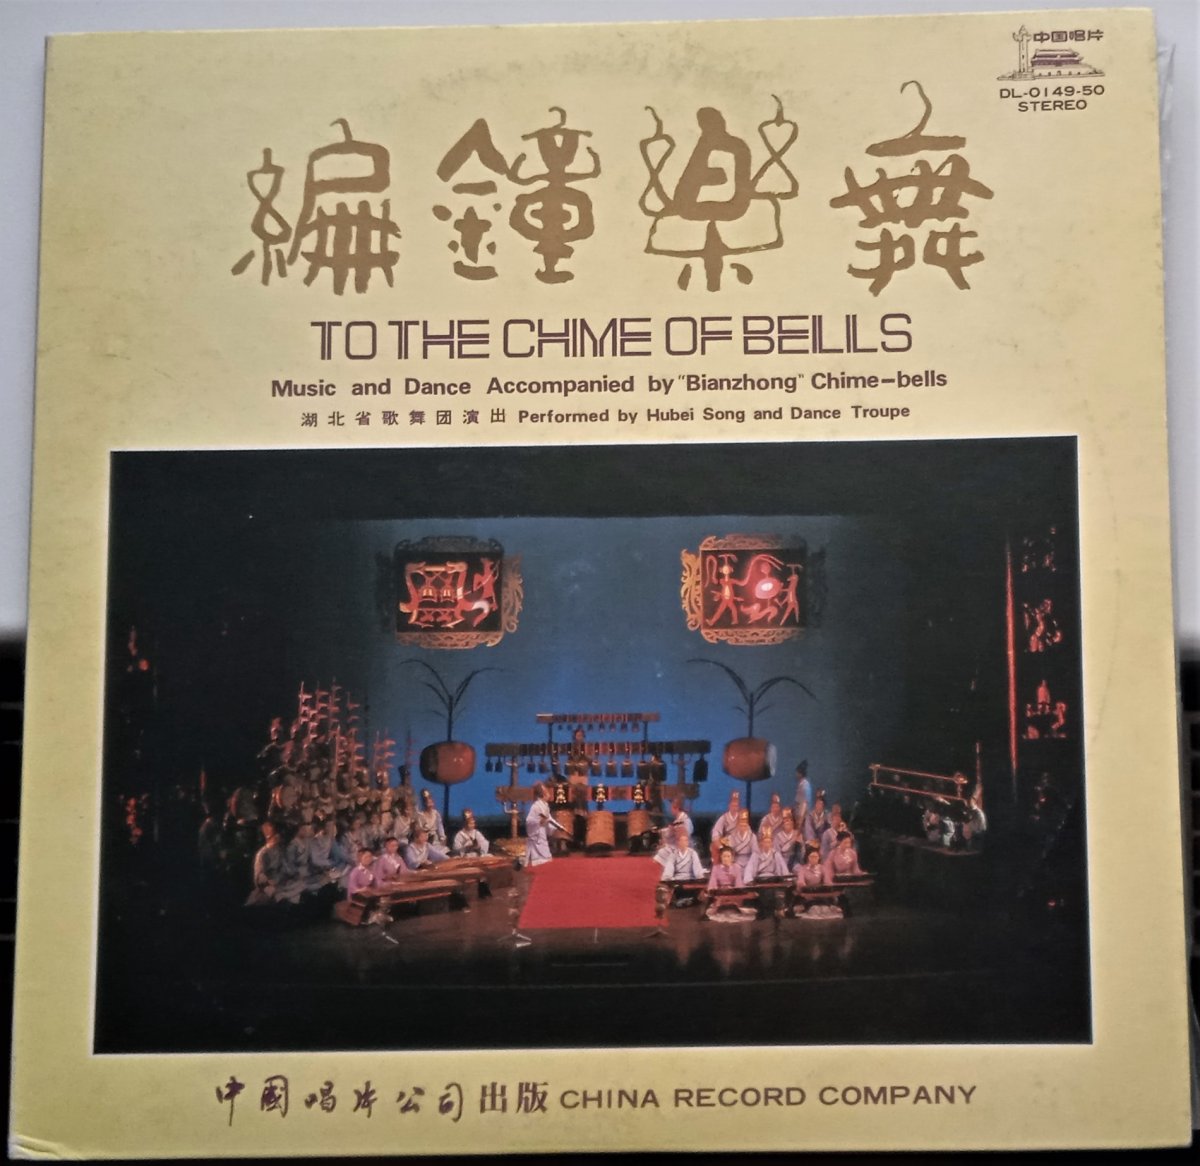 中国唱片
DL-0149-50
STEREO
編鐘樂舞
TO THE CHIME OF BELLS
Music and Dance Accompanied by "Bianzhong" Chime-bells
湖北省歌舞团演出 Performed by Hubei Song and Dance Troupe
中國唱片公司出版 CHINA RECORD COMPANY